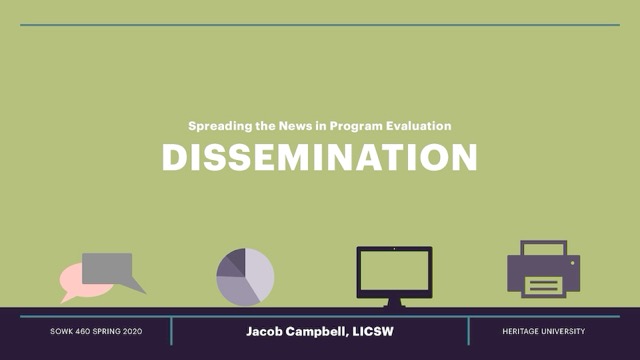 Spreading the News in Program Evaluation
DISSEMINATION
SOWK 460 SPRING 2020
Jacob Campbell, LICSW
HERITAGE UNIVERSITY